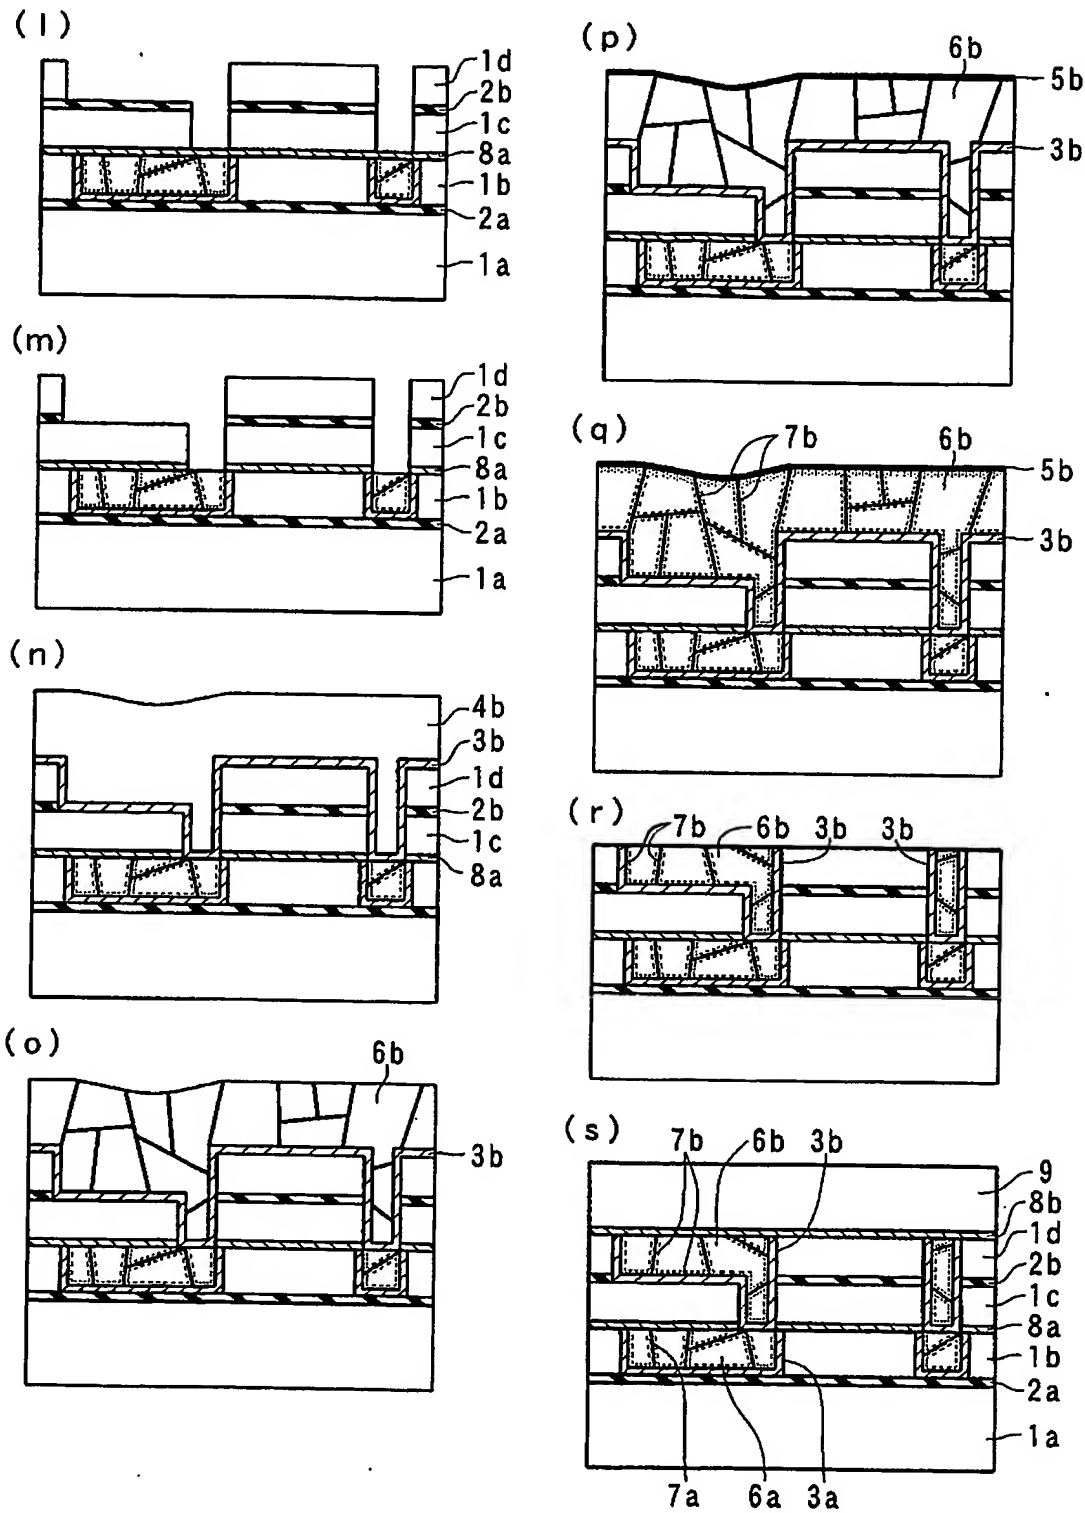 (l)
1d
2b
1c
8a
1b
2a
1a
(m)
1d
2b
1c
8a
1b
2a
1a
(n)
4b
3b
1d
2b
1c
8a
(o)
6b
3b
(p)
6b
5b
3b
(q)
7b
6b
5b
3b
(r)
7b
6b
3b
3b
(s)
7b
6b
3b
9
8b
1d
2b
1c
8a
1b
2a
1a
7a
6a
3a